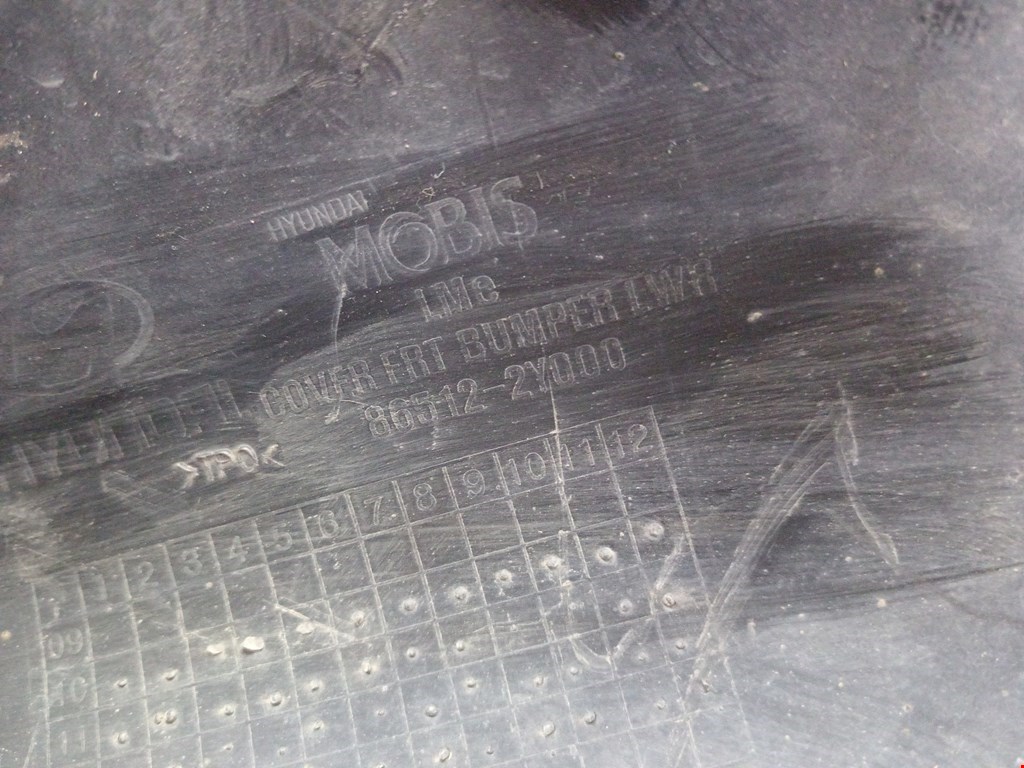 HYUNDAI
MOBIS
LMc
COVER FRT BUMPER LWR
86512-2Y000
>TPO<
1 2 3 4 5 6 7 8 9 10 11 12
09
10
11